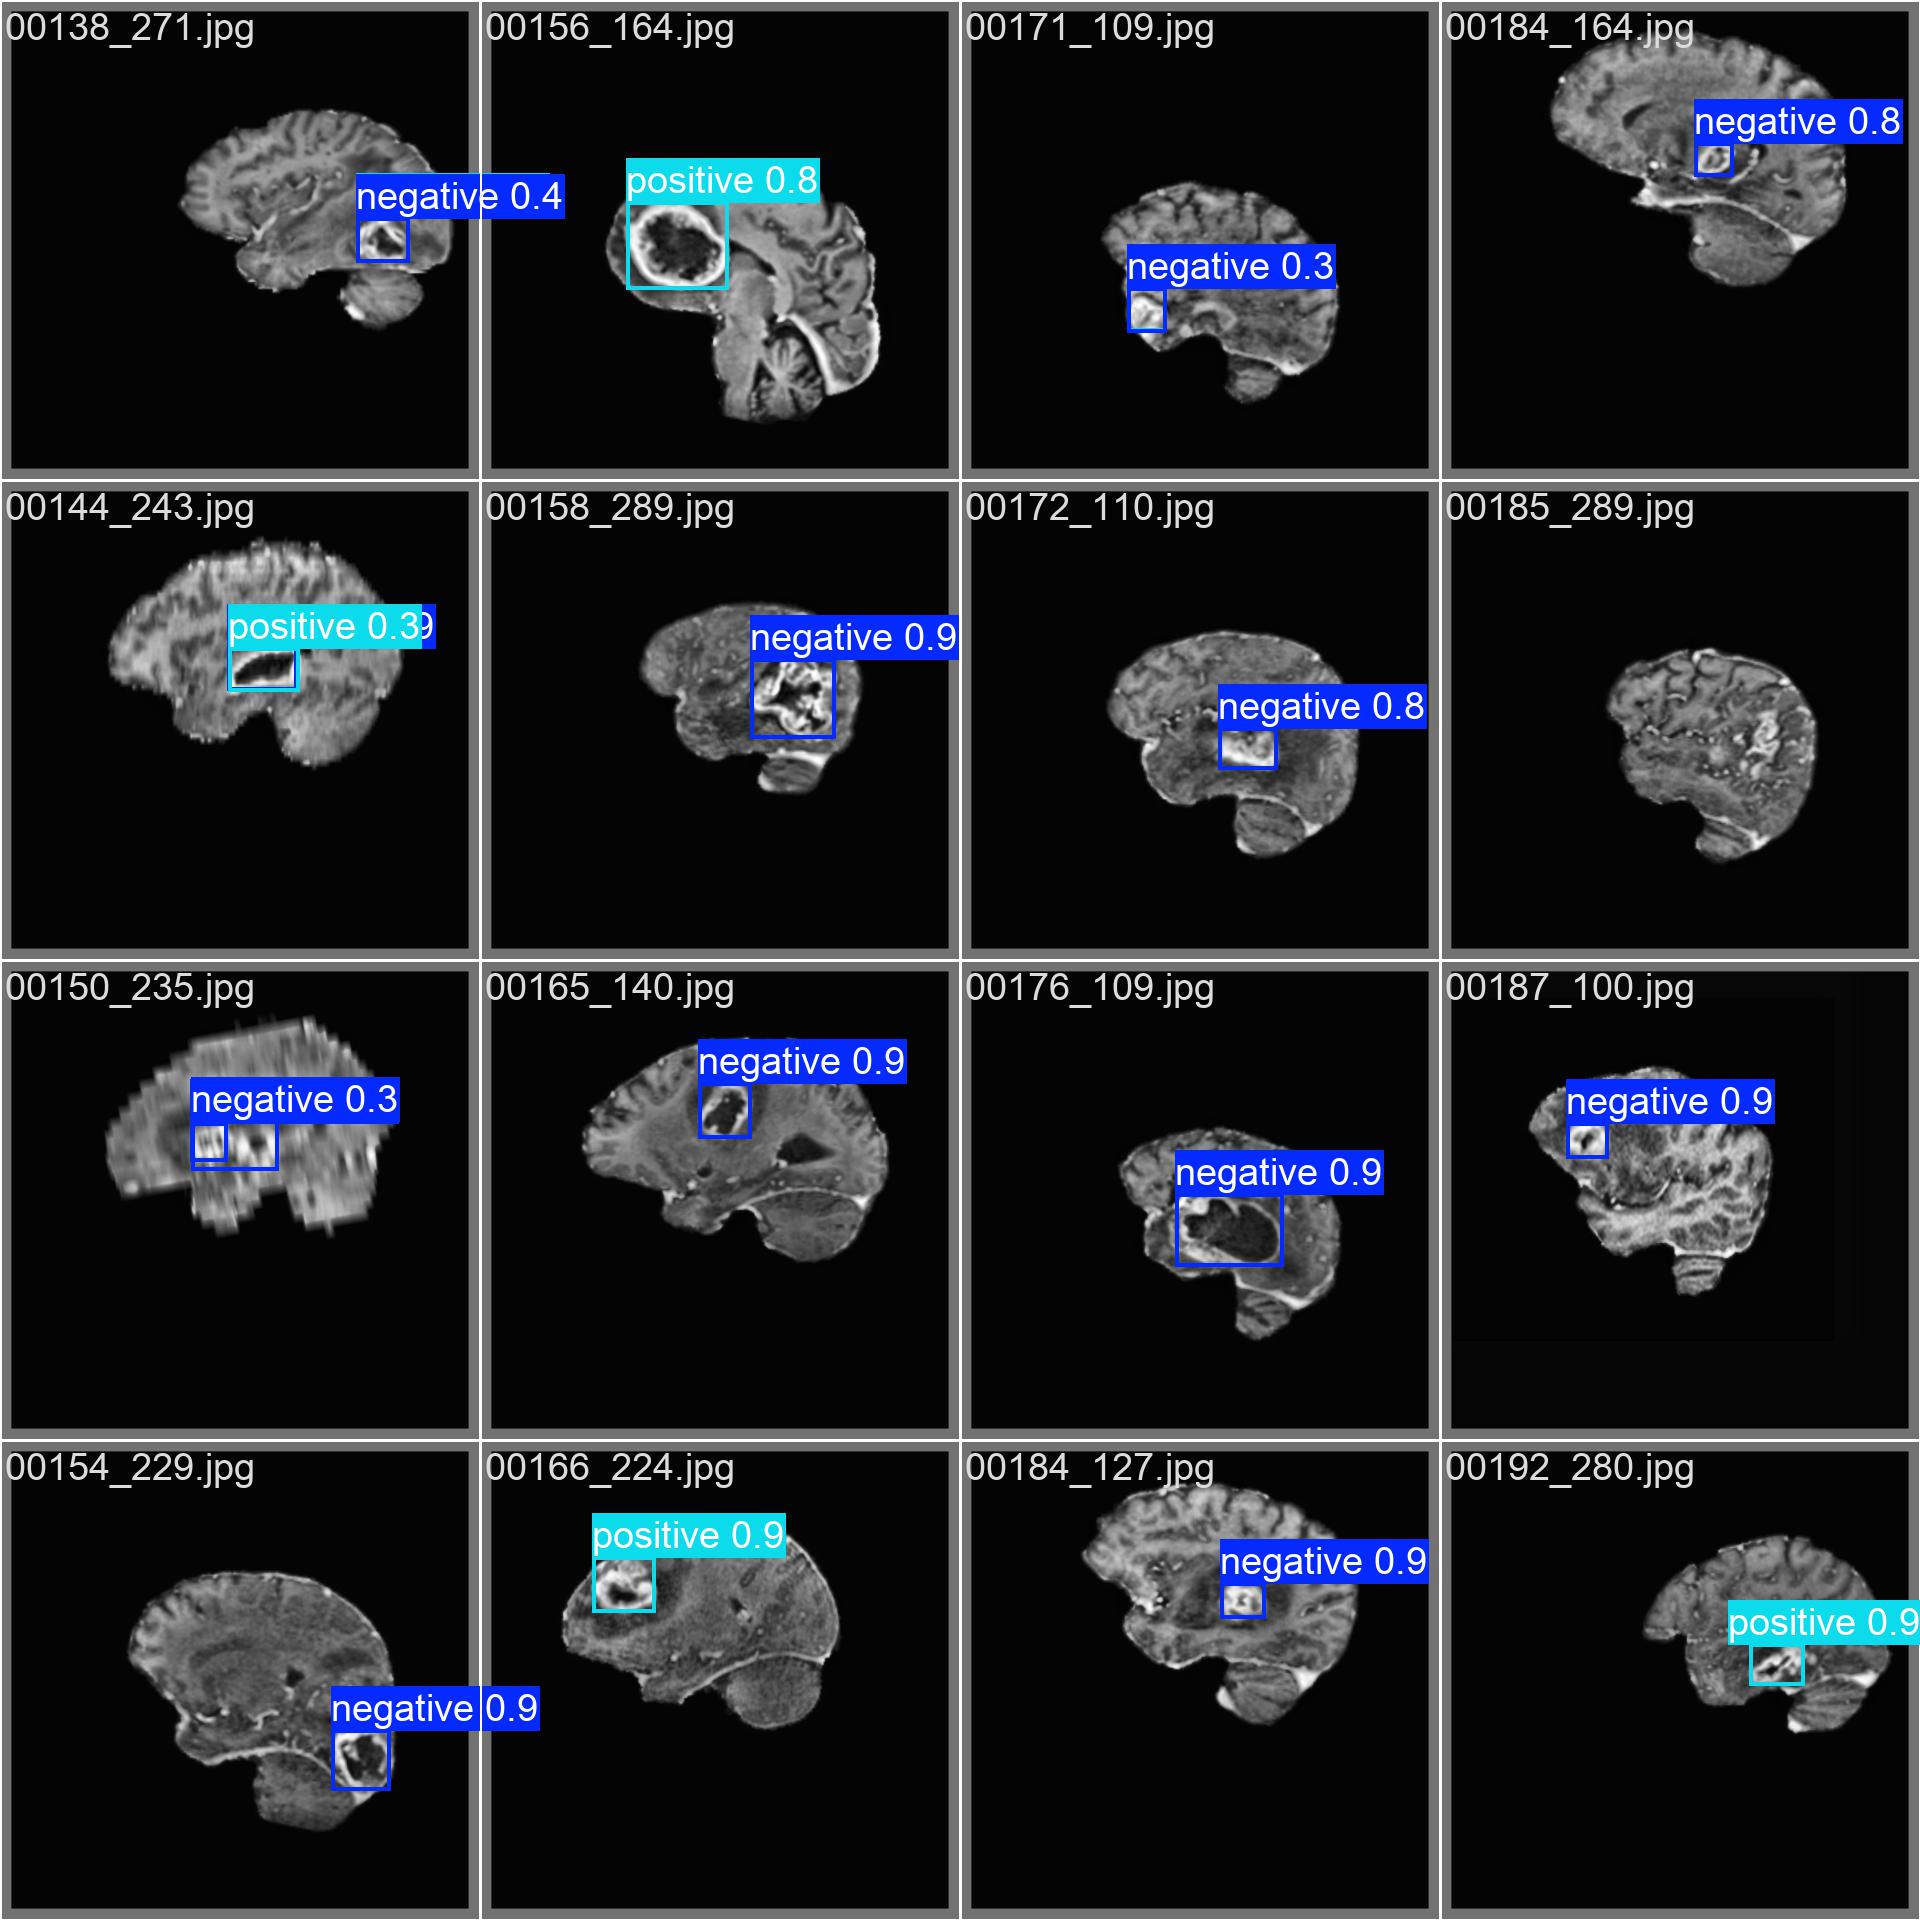 00138_271.jpg
negative 0.4
00156_164.jpg
positive 0.8
00171_109.jpg
negative 0.3
00184_164.jpg
negative 0.8
00144_243.jpg
positive 0.39
00158_289.jpg
negative 0.9
00172_110.jpg
negative 0.8
00185_289.jpg
00150_235.jpg
negative 0.3
00165_140.jpg
negative 0.9
00176_109.jpg
negative 0.9
00187_100.jpg
negative 0.9
00154_229.jpg
negative 0.9
00166_224.jpg
positive 0.9
00184_127.jpg
negative 0.9
00192_280.jpg
positive 0.9